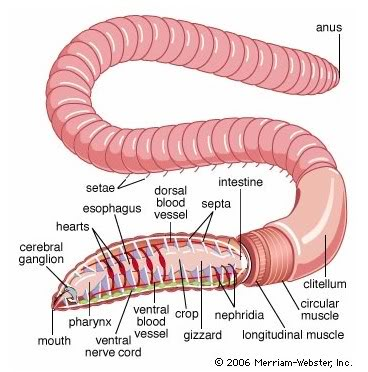 anus
setae
dorsal
blood
vessel
septa
intestine
esophagus
hearts
cerebral
ganglion
clitellum
circular
muscle
longitudinal muscle
nephridia
gizzard
crop
ventral
blood
vessel
ventral
nerve cord
pharynx
mouth
© 2006 Merriam-Webster, Inc.